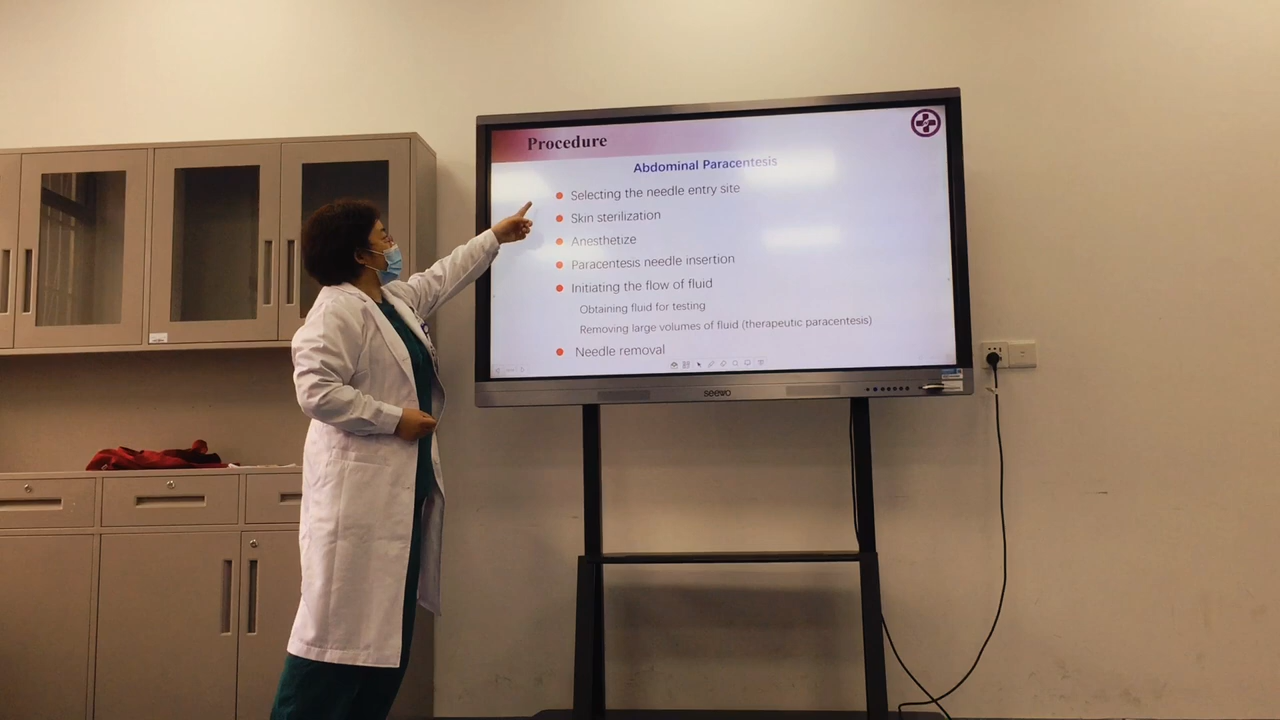 Procedure
Abdominal Paracentesis
Selecting the needle entry site
Skin sterilization
Anesthetize
Paracentesis needle insertion
Initiating the flow of fluid
Obtaining fluid for testing
Removing large volumes of fluid (therapeutic paracentesis)
Needle removal
seewo